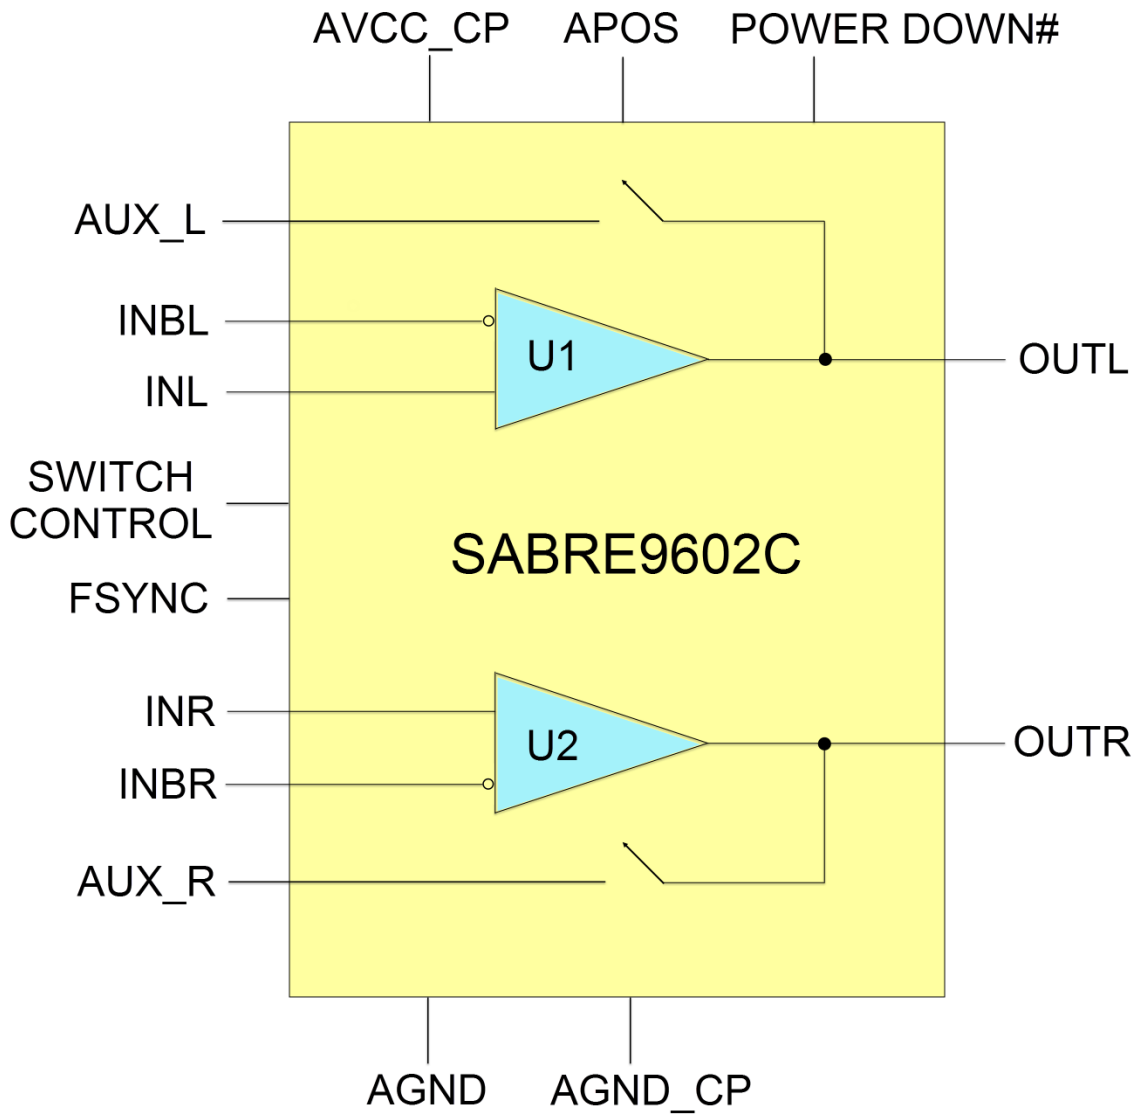 AVCC_CP APOS POWER DOWN#
AUX_L
INBL
U1
OUTL
INL
SWITCH
CONTROL
SABRE9602C
FSYNC
INR
U2
OUTR
INBR
AUX_R
AGND AGND_CP